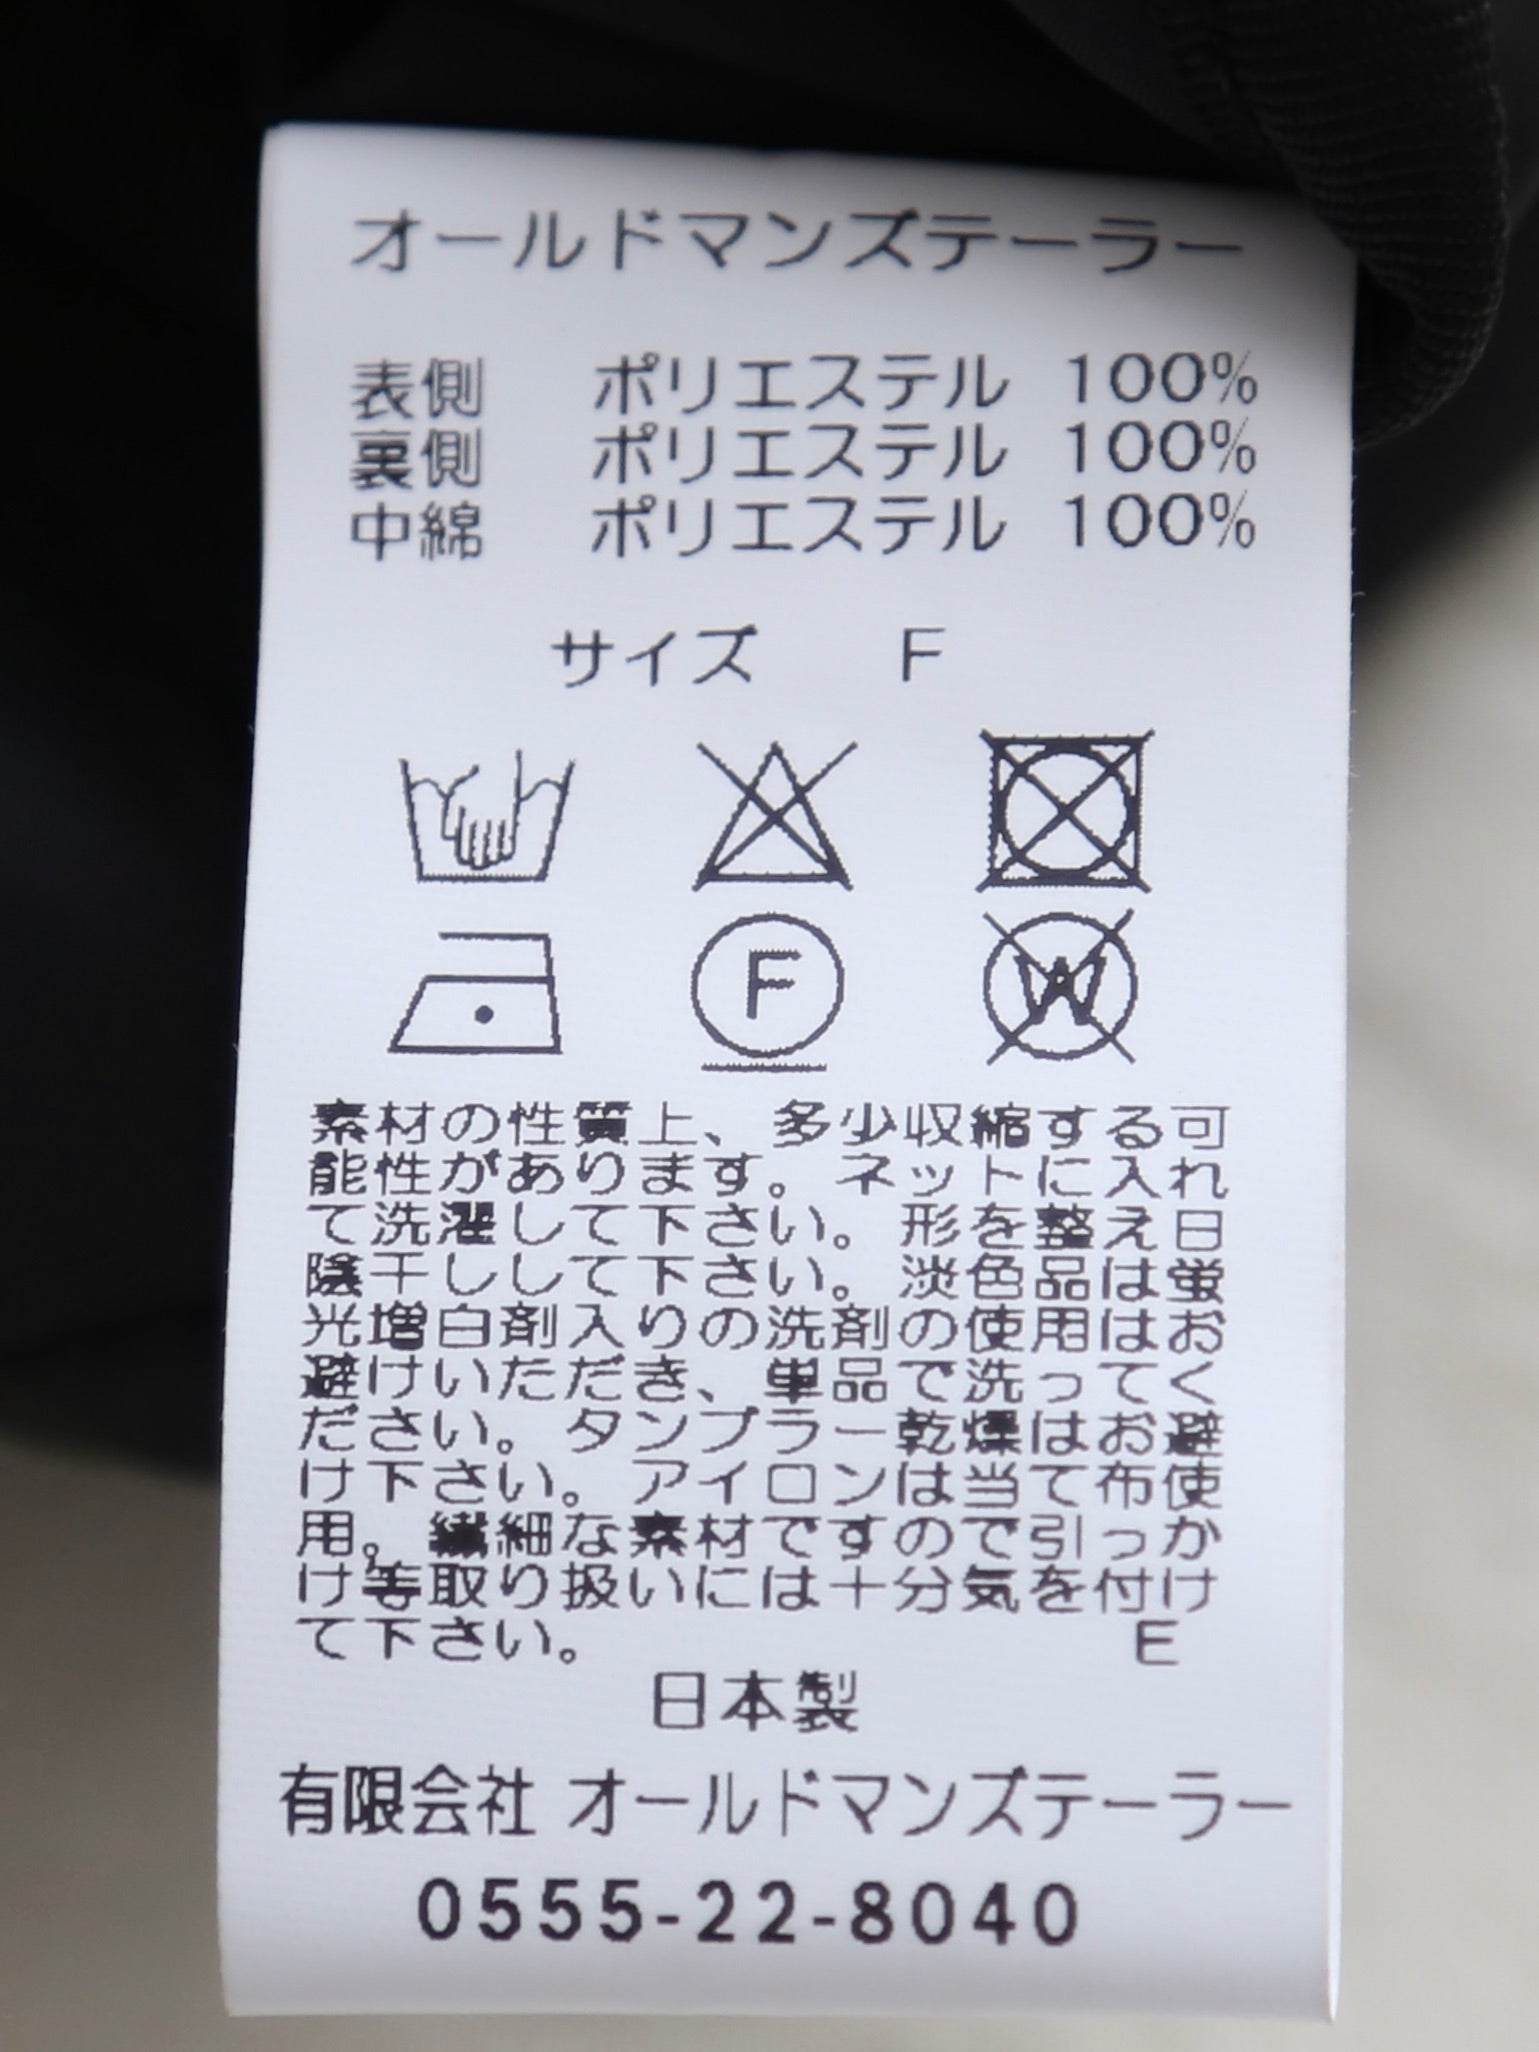 オールドマンズテーラー
表側 ポリエステル 100%
裏側 ポリエステル 100%
中綿 ポリエステル 100%
サイズ F
F
W
素材の性質上、多少収縮する可
能性があります。ネットに入れ
て洗濯して下さい。形を整え日
陰干しして下さい。淡色品は蛍
光増白剤入りの洗剤の使用はお
避けいただき、単品で洗ってく
ださい。タンブラー乾燥はお避
け下さい。アイロンは当て布使
用。繊細な素材ですので引っか
け等取り扱いには十分気を付け
て下さい。 E
日本製
有限会社 オールドマンズテーラー
0555-22-8040